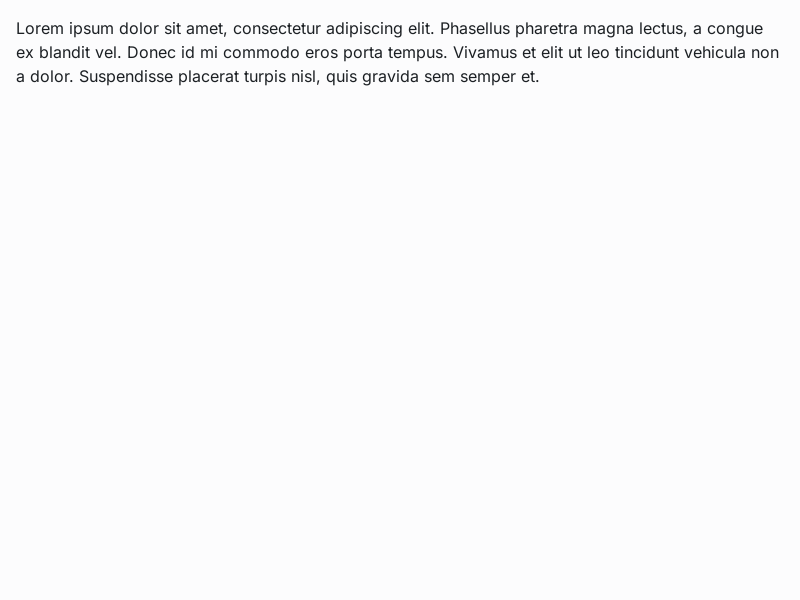 Lorem ipsum dolor sit amet, consectetur adipiscing elit. Phasellus pharetra magna lectus, a congue
ex blandit vel. Donec id mi commodo eros porta tempus. Vivamus et elit ut leo tincidunt vehicula non
a dolor. Suspendisse placerat turpis nisl, quis gravida sem semper et.